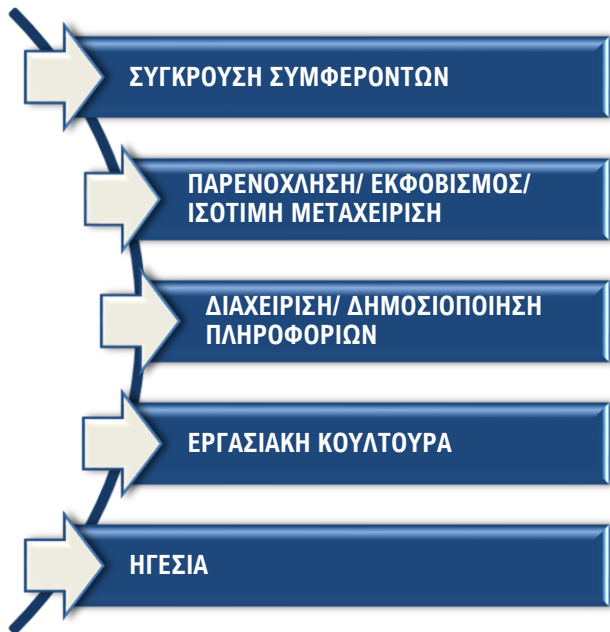 ΣΥΓΚΡΟΥΣΗ ΣΥΜΦΕΡΟΝΤΩΝ
ΠΑΡΕΝΟΧΛΗΣΗ/ ΕΚΦΟΒΙΣΜΟΣ/
ΙΣΟΤΙΜΗ ΜΕΤΑΧΕΙΡΙΣΗ
ΔΙΑΧΕΙΡΙΣΗ/ ΔΗΜΟΣΙΟΠΟΙΗΣΗ
ΠΛΗΡΟΦΟΡΙΩΝ
ΕΡΓΑΣΙΑΚΗ ΚΟΥΛΤΟΥΡΑ
ΗΓΕΣΙΑ